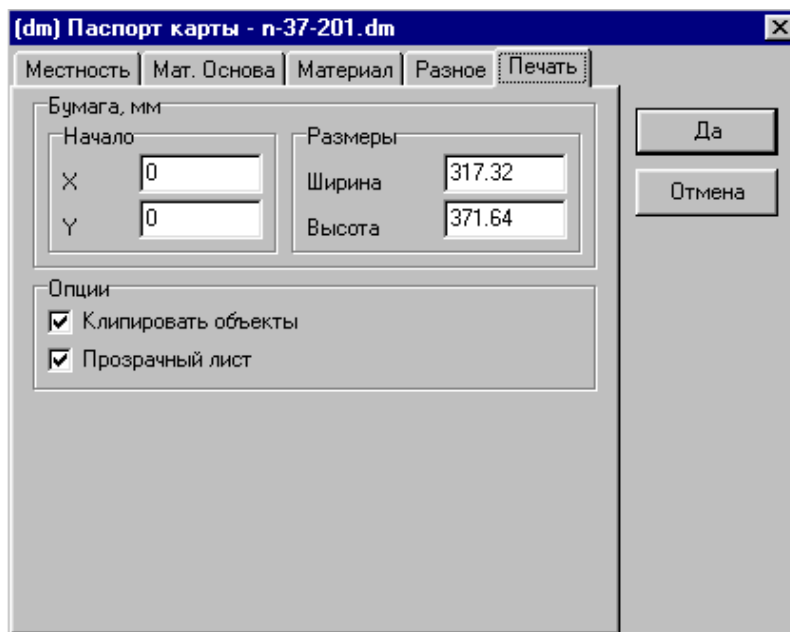 (dm) Паспорт карты - n-37-201.dm
Местность Мат. Основа Материал Разное Печать
Бумага, мм
Начало Размеры
X 0 Ширина 317.32
Y 0 Высота 371.64
Да
Отмена
Опции
Клипировать объекты
Прозрачный лист